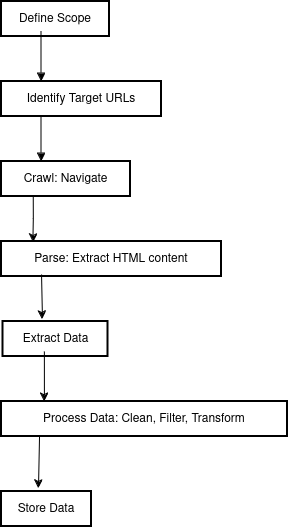 Define Scope
Identify Target URLs
Crawl: Navigate
Parse: Extract HTML content
Extract Data
Process Data: Clean, Filter, Transform
Store Data